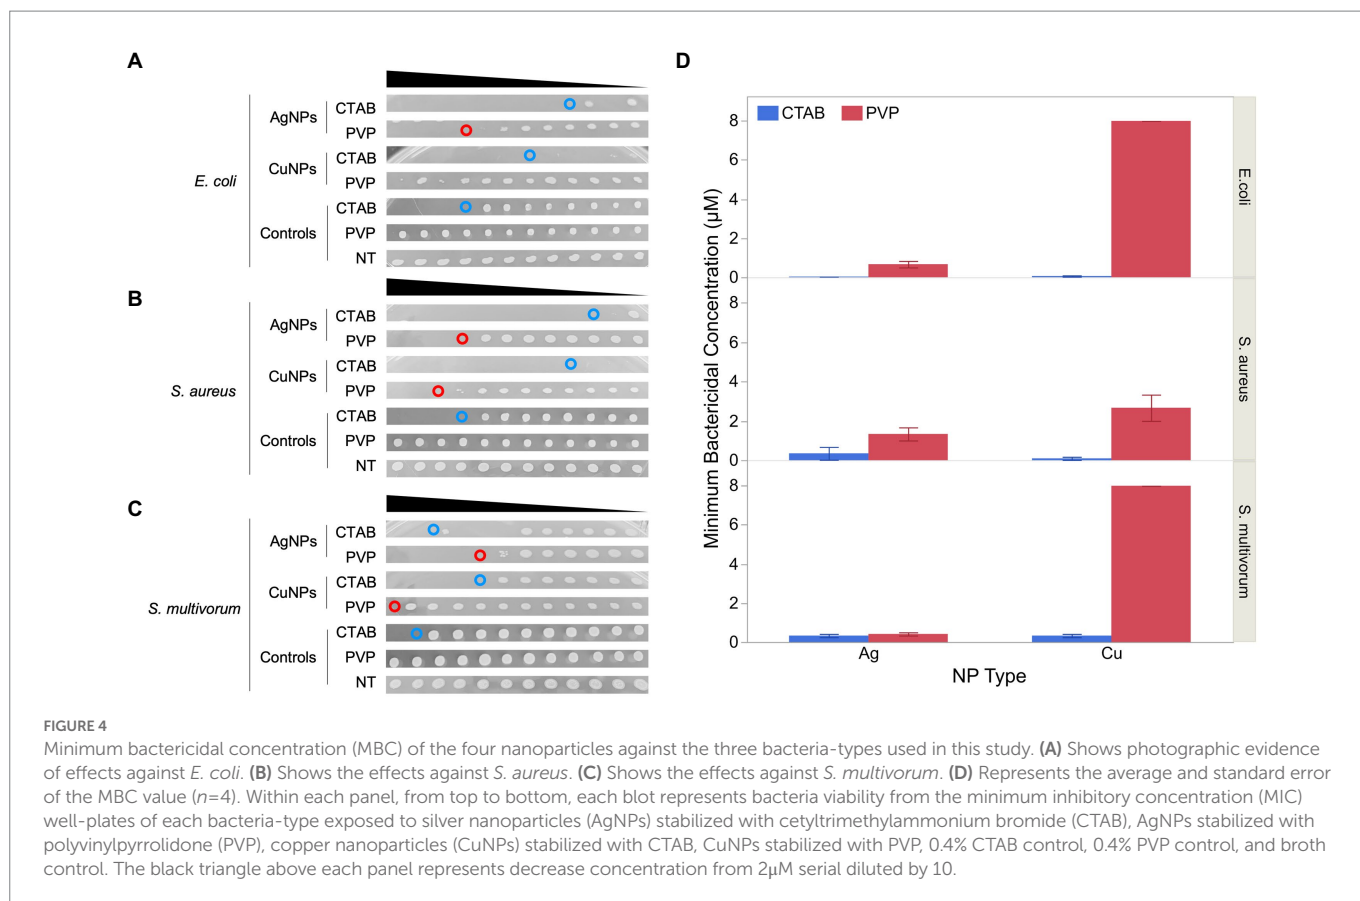 A
E. coli
AgNPs
CTAB
PVP
CuNPs
CTAB
PVP
Controls
CTAB
PVP
NT
B
S. aureus
AgNPs
CTAB
PVP
CuNPs
CTAB
PVP
Controls
CTAB
PVP
NT
C
S. multivorum
AgNPs
CTAB
PVP
CuNPs
CTAB
PVP
Controls
CTAB
PVP
NT
D
CTAB PVP
Minimum Bactericidal Concentration (µM)
8
6
4
2
0
E.coli
8
6
4
2
0
S. aureus
8
6
4
2
0
S. multivorum
Ag Cu
NP Type
FIGURE 4
Minimum bactericidal concentration (MBC) of the four nanoparticles against the three bacteria-types used in this study. (A) Shows photographic evidence
of effects against E. coli. (B) Shows the effects against S. aureus. (C) Shows the effects against S. multivorum. (D) Represents the average and standard error
of the MBC value (n=4). Within each panel, from top to bottom, each blot represents bacteria viability from the minimum inhibitory concentration (MIC)
well-plates of each bacteria-type exposed to silver nanoparticles (AgNPs) stabilized with cetyltrimethylammonium bromide (CTAB), AgNPs stabilized with
polyvinylpyrrolidone (PVP), copper nanoparticles (CuNPs) stabilized with CTAB, CuNPs stabilized with PVP, 0.4% CTAB control, 0.4% PVP control, and broth
control. The black triangle above each panel represents decrease concentration from 2μM serial diluted by 10.